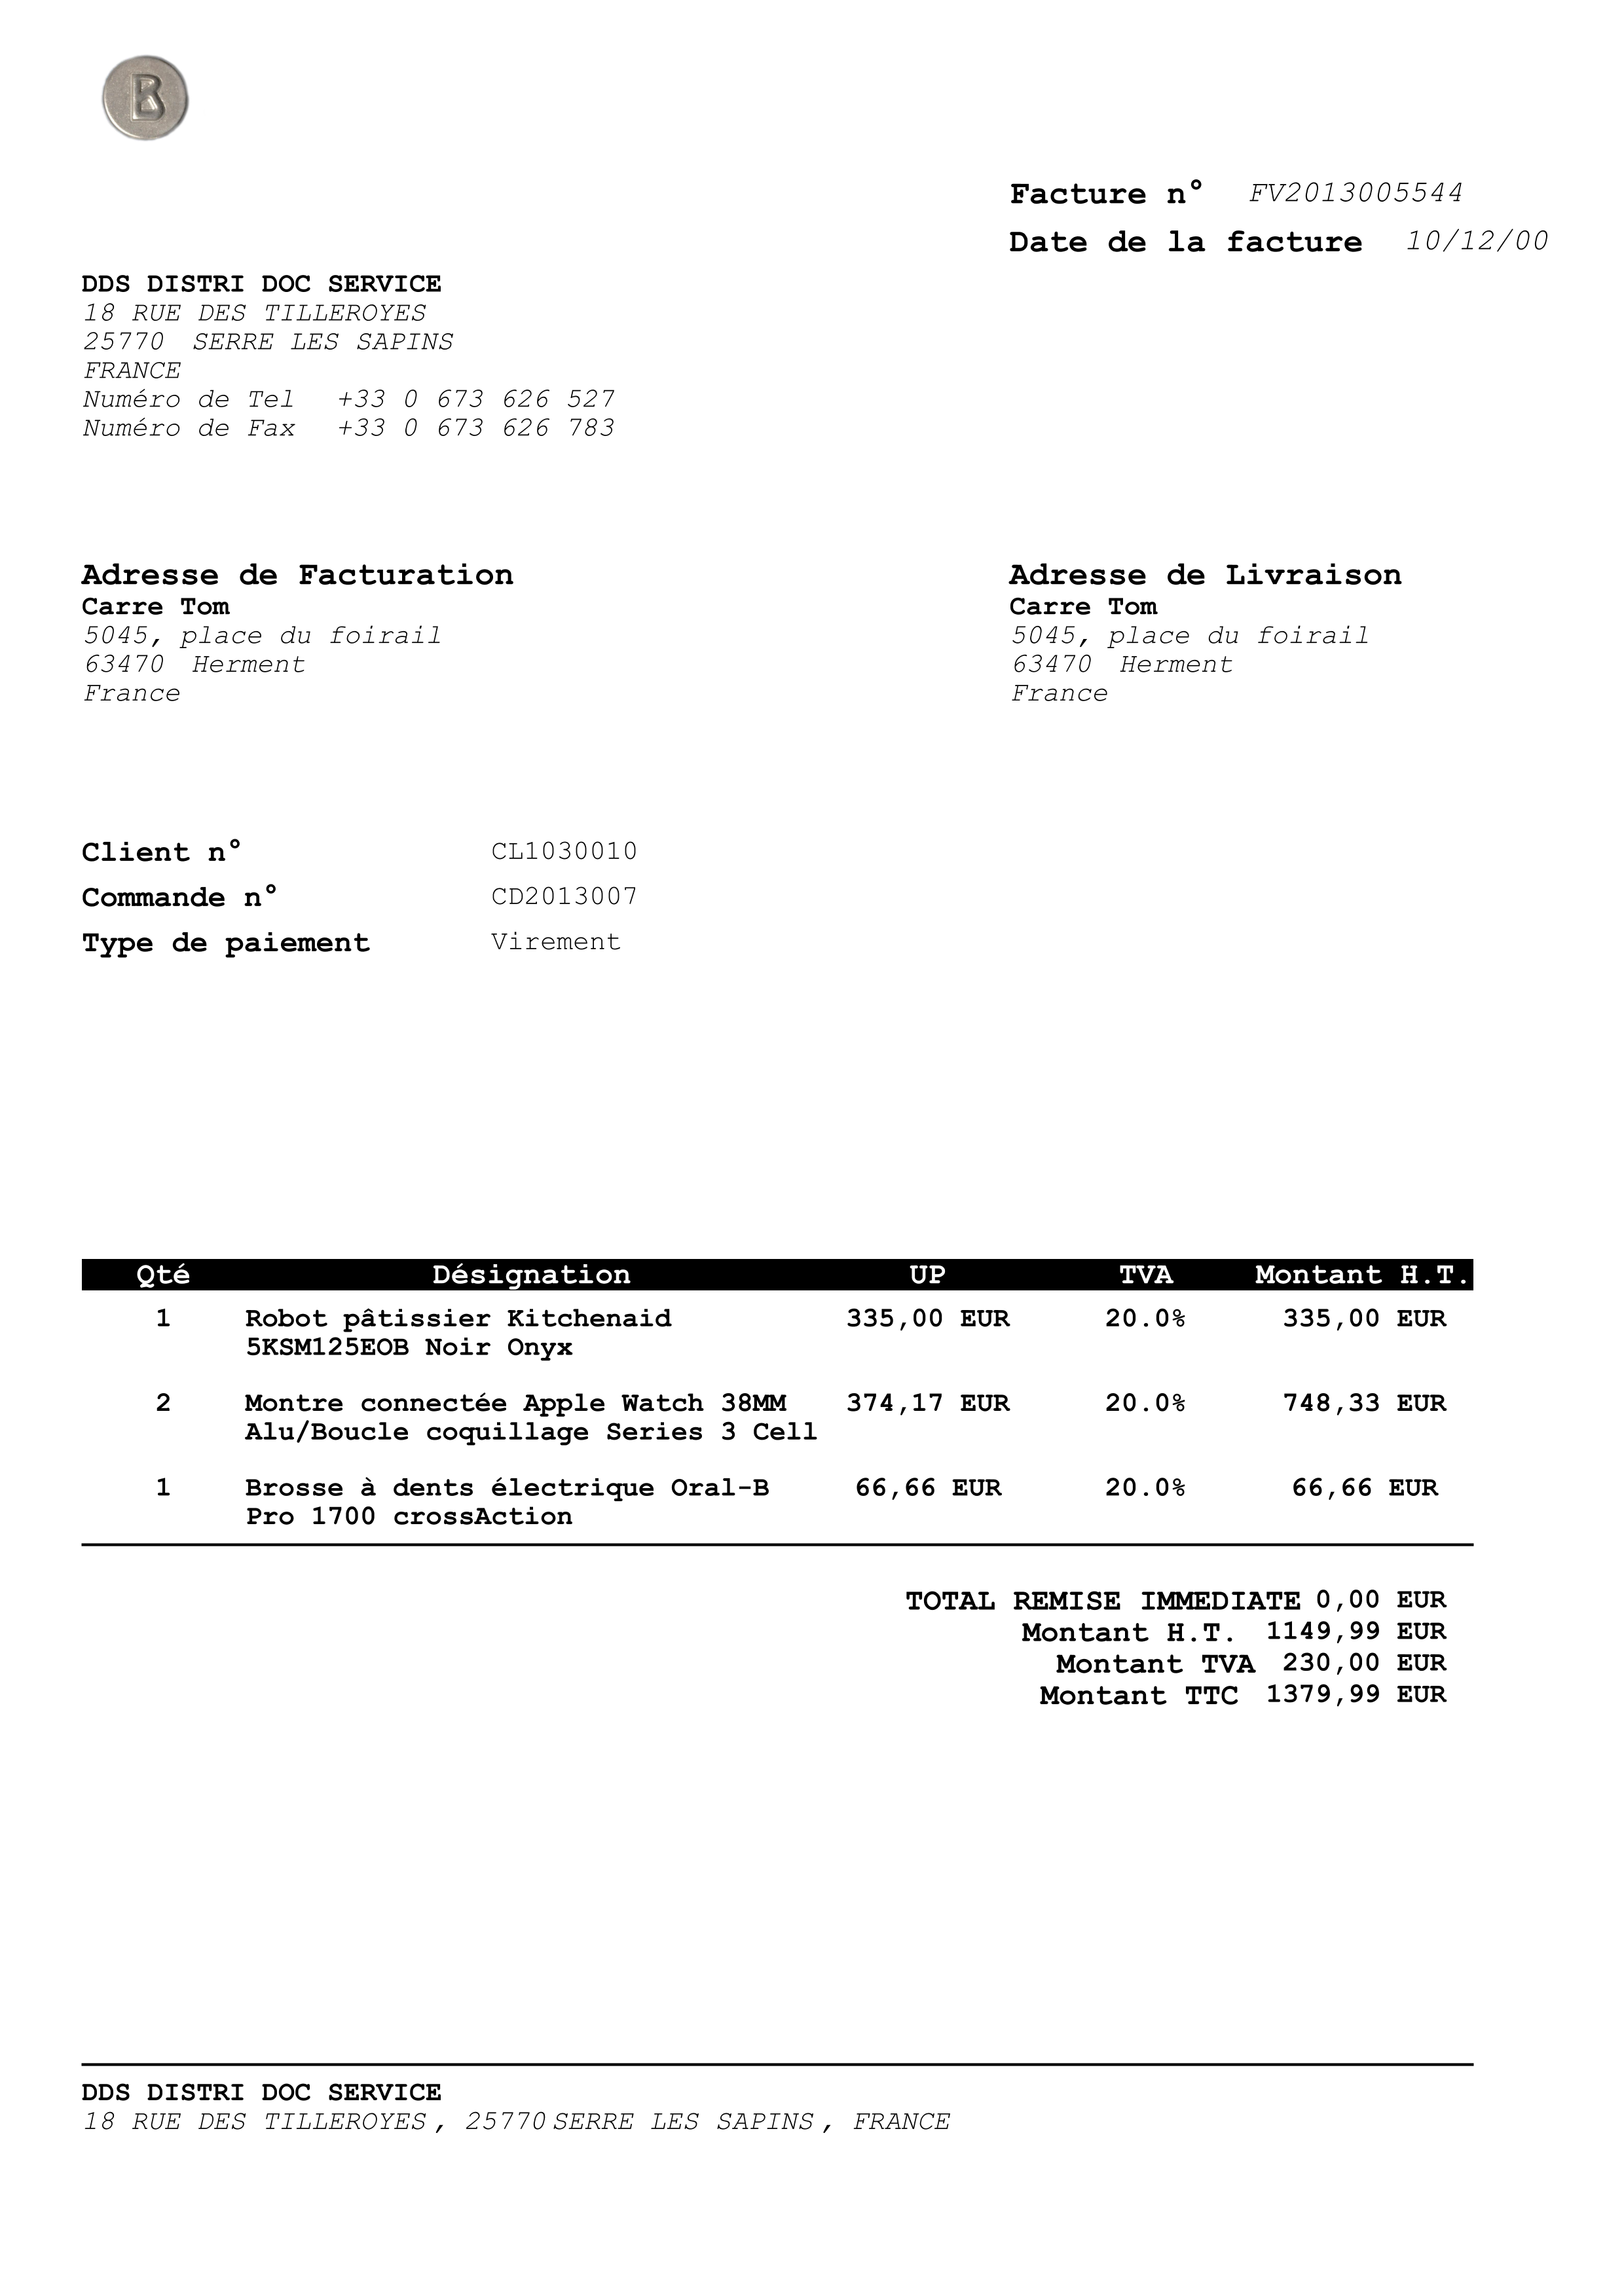 B
Facture n° FV2013005544
Date de la facture 10/12/00
DDS DISTRI DOC SERVICE
18 RUE DES TILLEROYES
25770 SERRE LES SAPINS
FRANCE
Numéro de Tel +33 0 673 626 527
Numéro de Fax +33 0 673 626 783
Adresse de Facturation
Carre Tom
5045, place du foirail
63470 Herment
France
Adresse de Livraison
Carre Tom
5045, place du foirail
63470 Herment
France
Client n° CL1030010
Commande n° CD2013007
Type de paiement Virement
Qté Désignation UP TVA Montant H.T.
1 Robot pâtissier Kitchenaid 335,00 EUR 20.0% 335,00 EUR
5KSM125EOB Noir Onyx
2 Montre connectée Apple Watch 38MM 374,17 EUR 20.0% 748,33 EUR
Alu/Boucle coquillage Series 3 Cell
1 Brosse à dents électrique Oral-B 66,66 EUR 20.0% 66,66 EUR
Pro 1700 crossAction
TOTAL REMISE IMMEDIATE 0,00 EUR
Montant H.T. 1149,99 EUR
Montant TVA 230,00 EUR
Montant TTC 1379,99 EUR
DDS DISTRI DOC SERVICE
18 RUE DES TILLEROYES, 25770 SERRE LES SAPINS, FRANCE